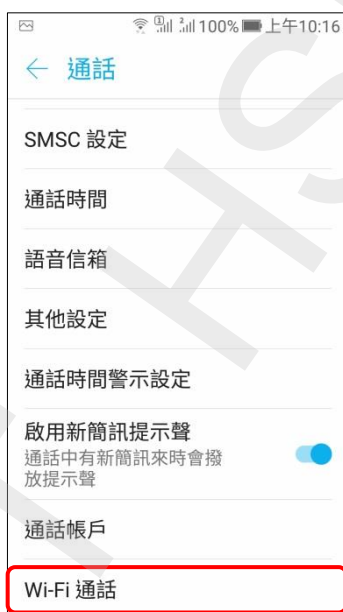 100% 上午10:16
通話
SMSC 設定
通話時間
語音信箱
其他設定
通話時間警示設定
啟用新簡訊提示聲
通話中有新簡訊來時會撥
放提示聲
通話帳戶
Wi-Fi 通話